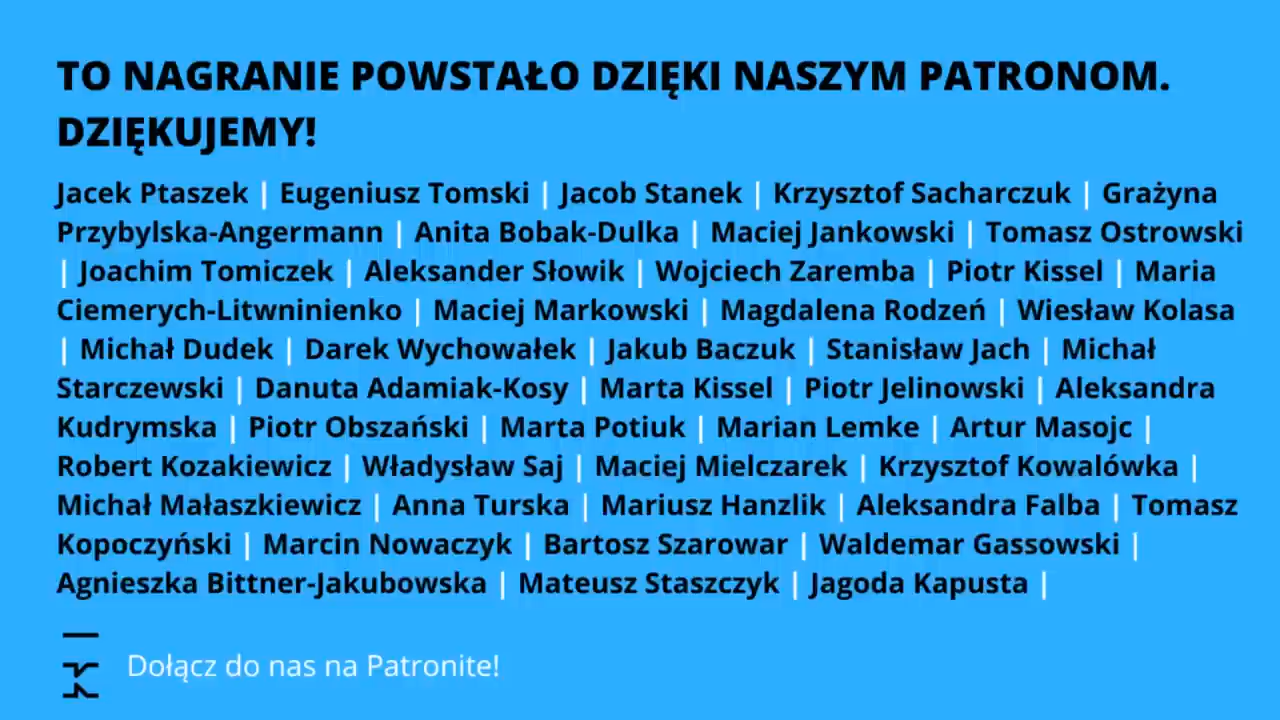 TO NAGRANIE POWSTAŁO DZIĘKI NASZYM PATRONOM.
DZIĘKUJEMY!
Jacek Ptaszek | Eugeniusz Tomski | Jacob Stanek | Krzysztof Sacharczuk | Grażyna
Przybylska-Angermann | Anita Bobak-Dulka | Maciej Jankowski | Tomasz Ostrowski
| Joachim Tomiczek | Aleksander Słowik | Wojciech Zaremba | Piotr Kissel | Maria
Ciemerych-Litwninienko | Maciej Markowski | Magdalena Rodzeń | Wiesław Kolasa
| Michał Dudek | Darek Wychowałek | Jakub Baczuk | Stanisław Jach | Michał
Starczewski | Danuta Adamiak-Kosy | Marta Kissel | Piotr Jelinowski | Aleksandra
Kudrymska | Piotr Obszański | Marta Potiuk | Marian Lemke | Artur Masojc |
Robert Kozakiewicz | Władysław Saj | Maciej Mielczarek | Krzysztof Kowalówka |
Michał Małaszkiewicz | Anna Turska | Mariusz Hanzlik | Aleksandra Falba | Tomasz
Kopoczyński | Marcin Nowaczyk | Bartosz Szarowar | Waldemar Gassowski |
Agnieszka Bittner-Jakubowska | Mateusz Staszczyk | Jagoda Kapusta |
Dołącz do nas na Patronite!